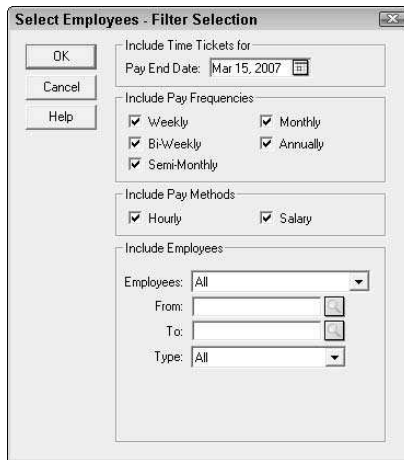 Select Employees - Filter Selection
OK
Cancel
Help
Include Time Tickets for
Pay End Date: Mar 15, 2007
Include Pay Frequencies
Weekly Monthly
Bi-Weekly Annually
Semi-Monthly
Include Pay Methods
Hourly Salary
Include Employees
Employees: All
From:
To:
Type: All